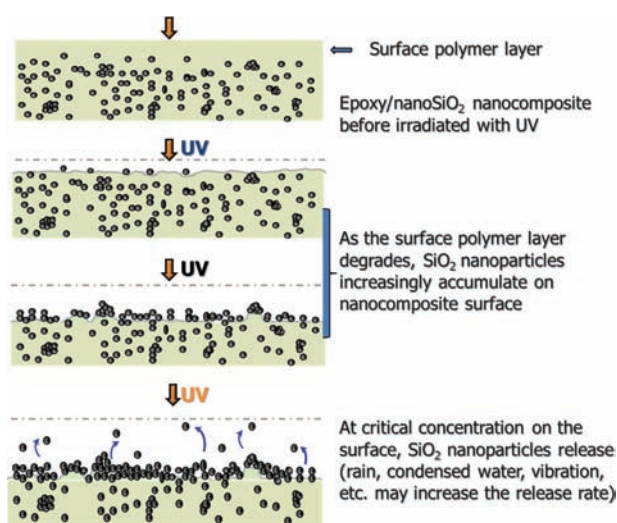 Surface polymer layer
Epoxy/nanoSiO₂ nanocomposite
before irradiated with UV
UV
As the surface polymer layer
degrades, SiO₂ nanoparticles
increasingly accumulate on
nanocomposite surface
UV
UV
At critical concentration on the
surface, SiO₂ nanoparticles release
(rain, condensed water, vibration,
etc. may increase the release rate)